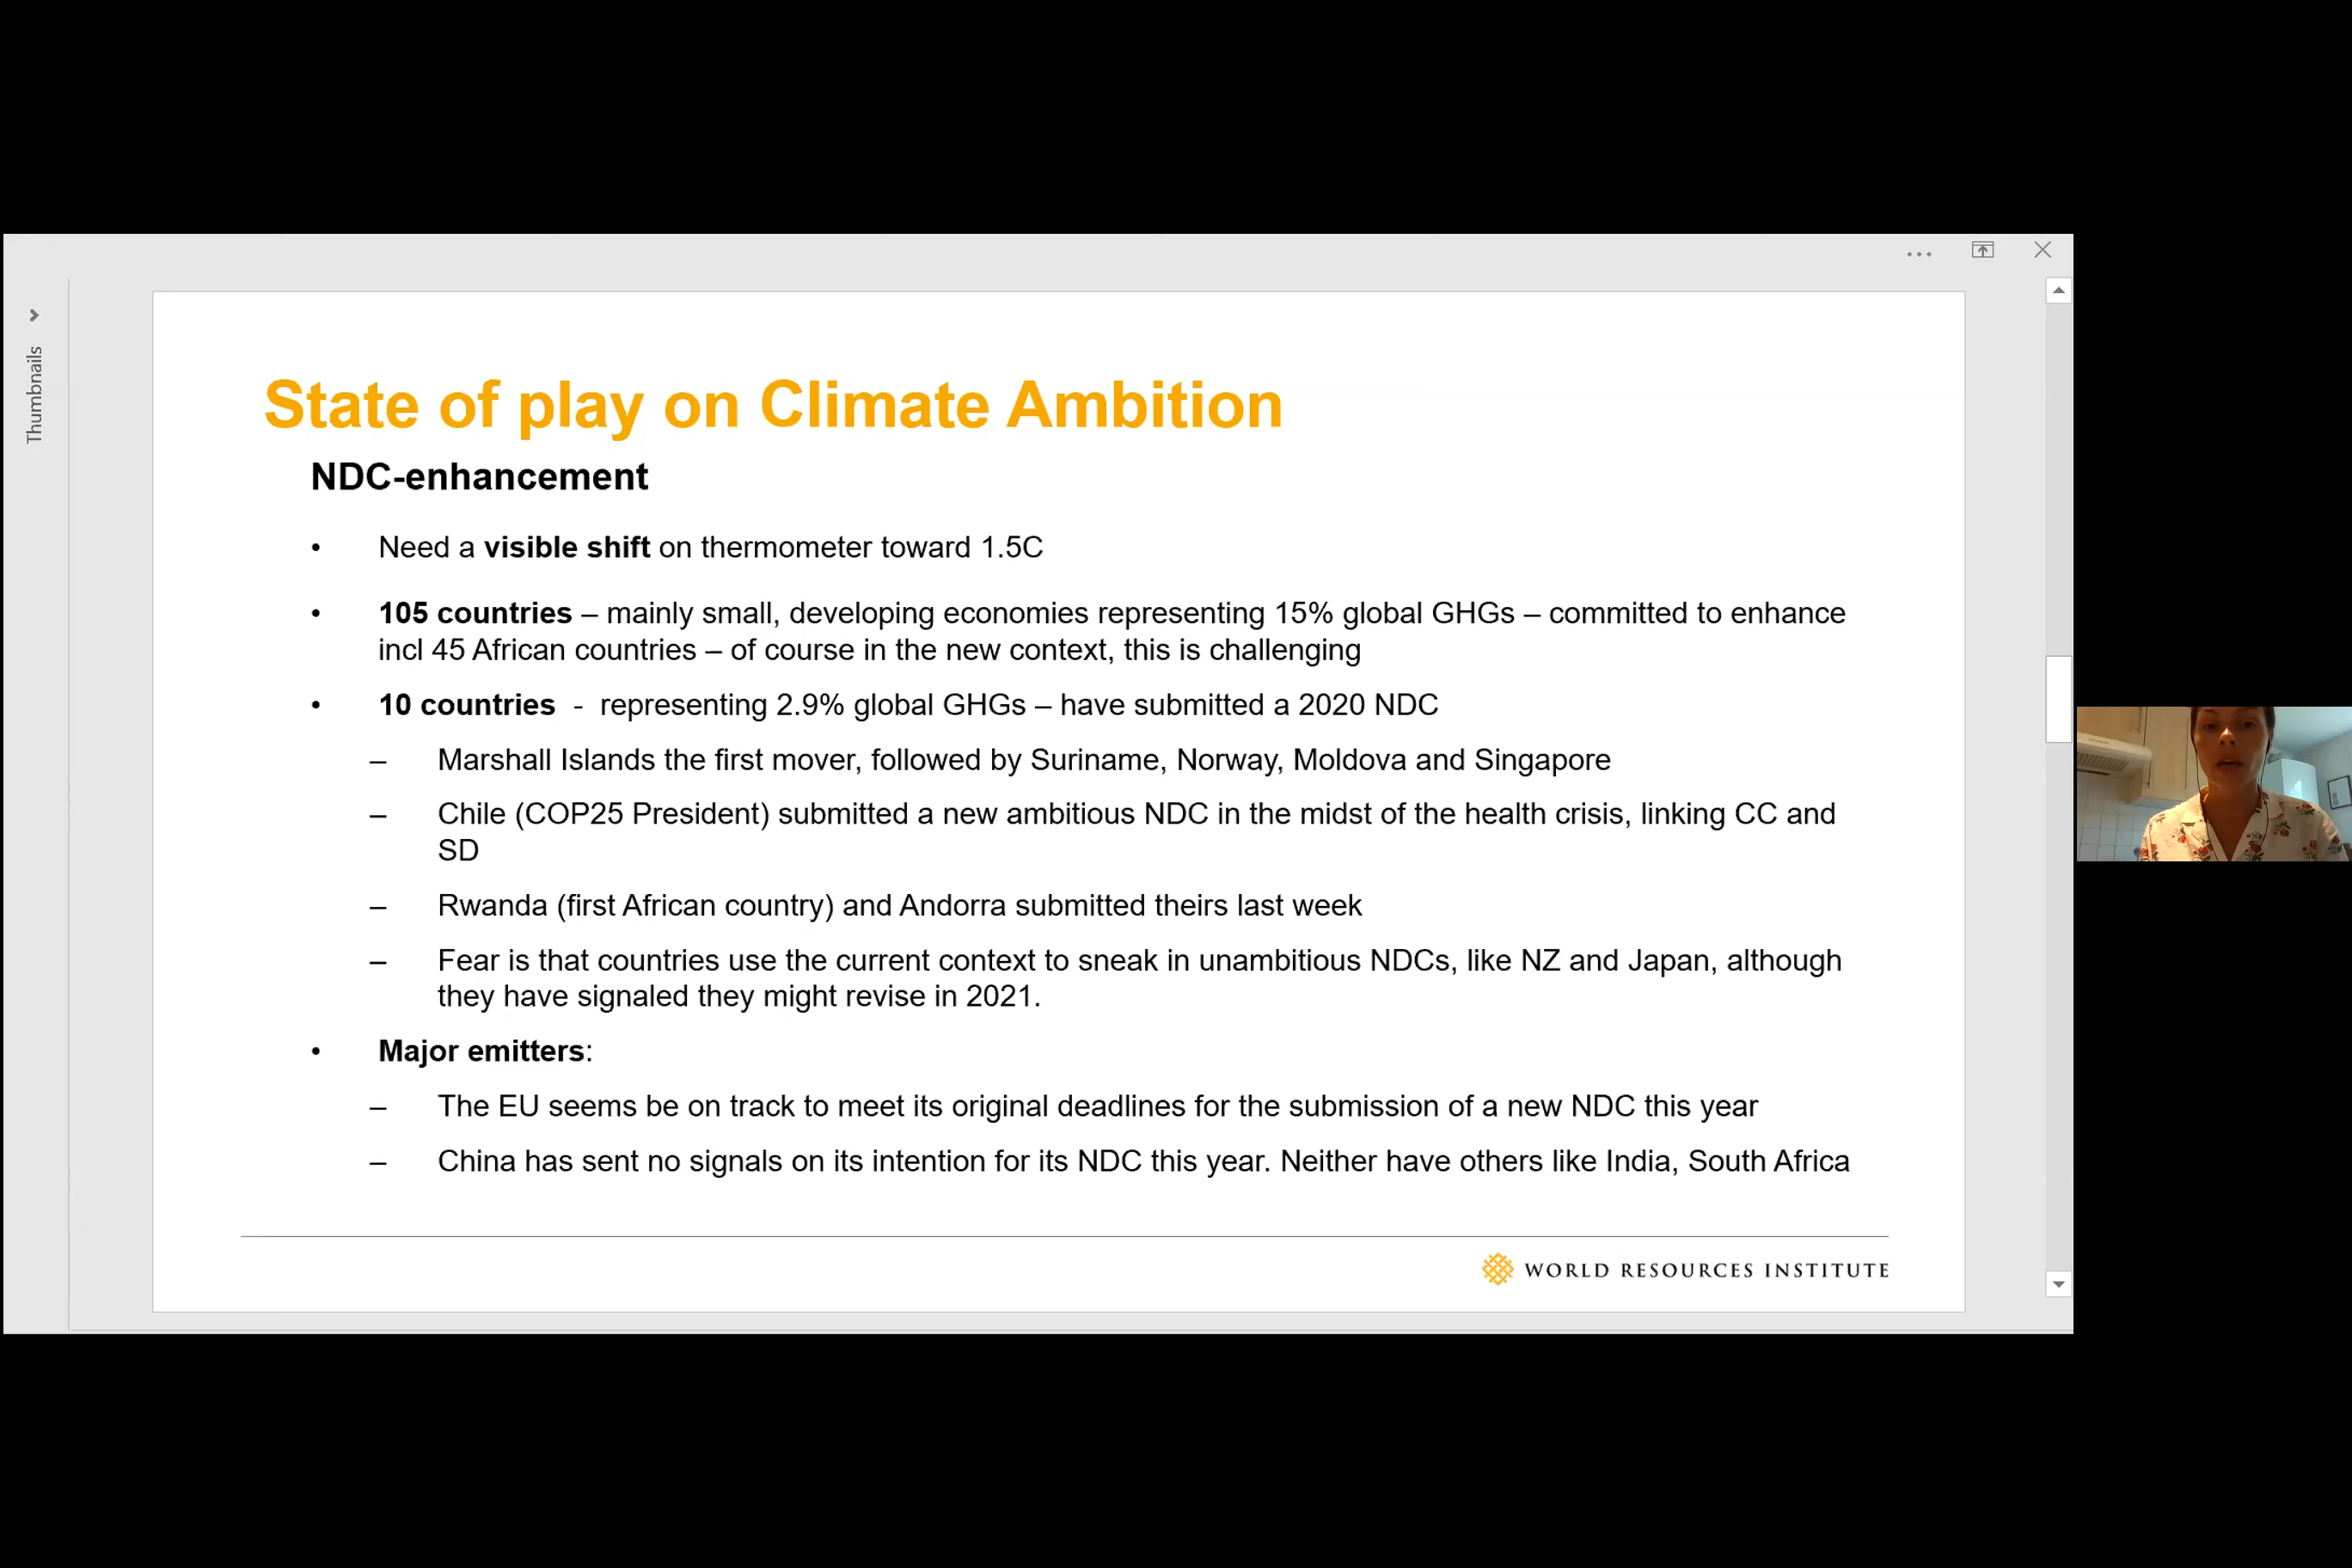 Thumbnails
State of play on Climate Ambition
NDC-enhancement
• Need a visible shift on thermometer toward 1.5C
• 105 countries – mainly small, developing economies representing 15% global GHGs – committed to enhance
incl 45 African countries – of course in the new context, this is challenging
• 10 countries - representing 2.9% global GHGs – have submitted a 2020 NDC
– Marshall Islands the first mover, followed by Suriname, Norway, Moldova and Singapore
– Chile (COP25 President) submitted a new ambitious NDC in the midst of the health crisis, linking CC and
SD
– Rwanda (first African country) and Andorra submitted theirs last week
– Fear is that countries use the current context to sneak in unambitious NDCs, like NZ and Japan, although
they have signaled they might revise in 2021.
• Major emitters:
– The EU seems be on track to meet its original deadlines for the submission of a new NDC this year
– China has sent no signals on its intention for its NDC this year. Neither have others like India, South Africa
WORLD RESOURCES INSTITUTE